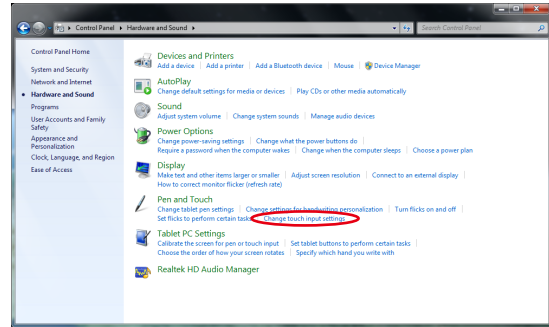 Control Panel ▸ Hardware and Sound ▸
Search Control Panel
Control Panel Home
System and Security
Network and Internet
Hardware and Sound
Programs
User Accounts and Family
Safety
Appearance and
Personalization
Clock, Language, and Region
Ease of Access
Devices and Printers
Add a device | Add a printer | Add a Bluetooth device | Mouse | Device Manager
AutoPlay
Change default settings for media or devices | Play CDs or other media automatically
Sound
Adjust system volume | Change system sounds | Manage audio devices
Power Options
Change power-saving settings | Change what the power buttons do |
Require a password when the computer wakes | Change when the computer sleeps | Choose a power plan
Display
Make text and other items larger or smaller | Adjust screen resolution | Connect to an external display |
How to correct monitor flicker (refresh rate)
Pen and Touch
Change tablet pen settings | Change settings for handwriting personalization | Turn flicks on and off |
Set flicks to perform certain tasks | Change touch input settings
Tablet PC Settings
Calibrate the screen for pen or touch input | Set tablet buttons to perform certain tasks |
Choose the order of how your screen rotates | Specify which hand you write with
Realtek HD Audio Manager